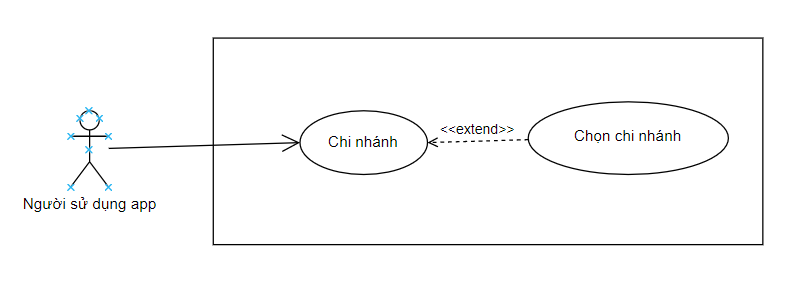 <<extend>>
Chi nhánh
Chọn chi nhánh
Người sử dụng app